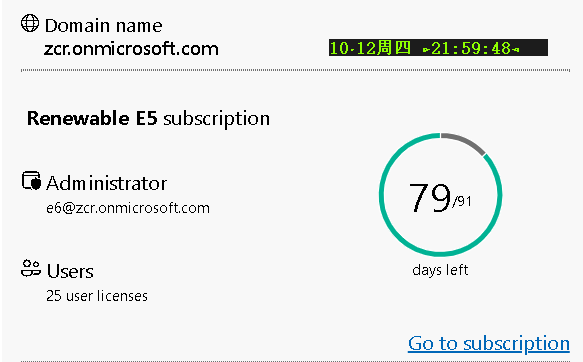 Domain name
zcr.onmicrosoft.com
10-12周四 ►21:59:48◄
Renewable E5 subscription
Administrator
e6@zcr.onmicrosoft.com
79/91
days left
Users
25 user licenses
Go to subscription